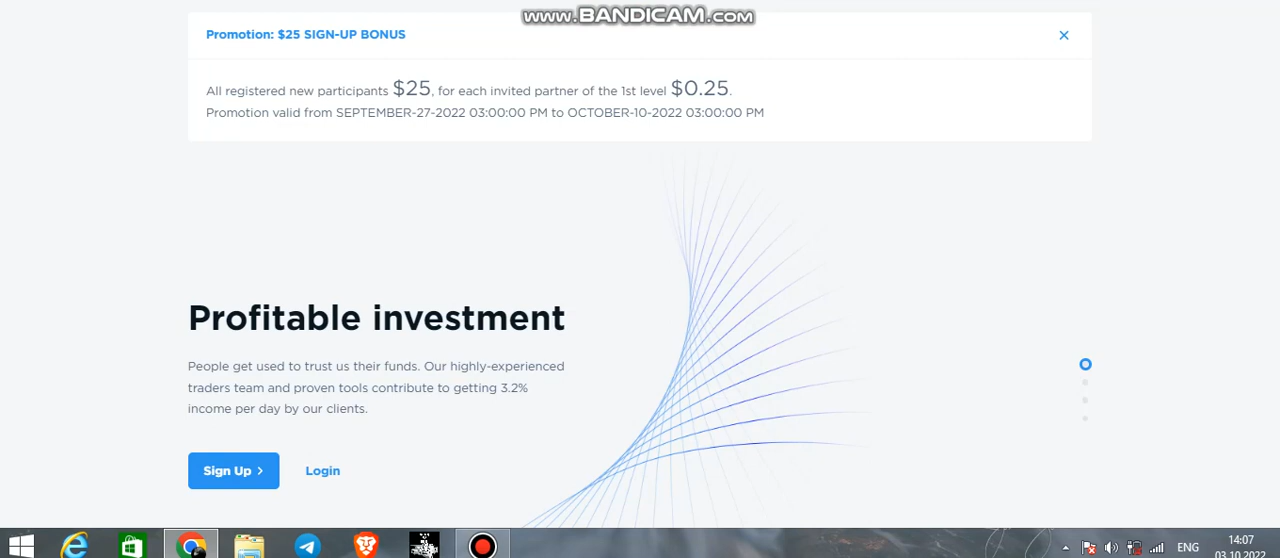 www.BANDICAM.com
Promotion: $25 SIGN-UP BONUS
All registered new participants $25, for each invited partner of the 1st level $0.25.
Promotion valid from SEPTEMBER-27-2022 03:00:00 PM to OCTOBER-10-2022 03:00:00 PM
Profitable investment
People get used to trust us their funds. Our highly-experienced
traders team and proven tools contribute to getting 3.2%
income per day by our clients.
Sign Up
Login
ENG
14:07
03.10.2022